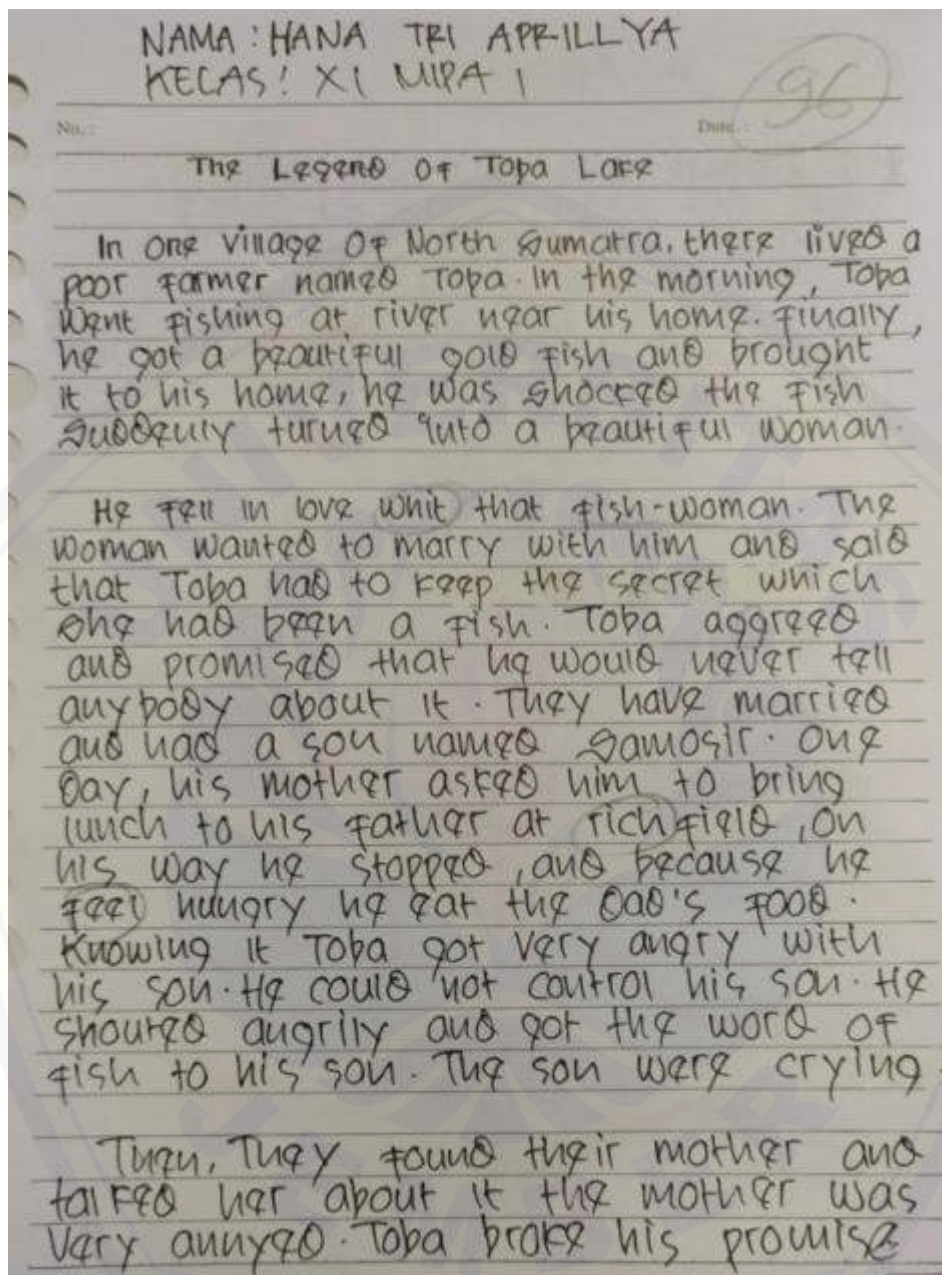 NAMA : HANA TRI APRILLYA
KELAS : XI MIPA 1
96
No. :
Date. :
The Legend Of Toba Lake
In one village Of North Sumatra, there lived a
poor farmer named Toba. In the morning, Toba
Went fishing at river near his home. Finally,
he got a beautiful gold fish and brought
it to his home, he was shocked the fish
Suddenly turned into a beautiful woman.
He fell in love whit that fish-woman. The
woman wanted to marry with him and said
that Toba had to keep the secret which
she had been a fish. Toba aggreed
and promised that he would never tell
anybody about it. They have married
and had a son named Samosir. One
day, his mother asked him to bring
lunch to his father at rich field, On
his way he stopped, and because he
feel hungry he eat the dad's food.
Knowing it Toba got very angry with
his son. He could not control his son. He
shouted angrily and got the word of
fish to his son. The son were crying.
Then, They found their mother and
talked her about it the mother was
Very annyed. Toba broke his promise